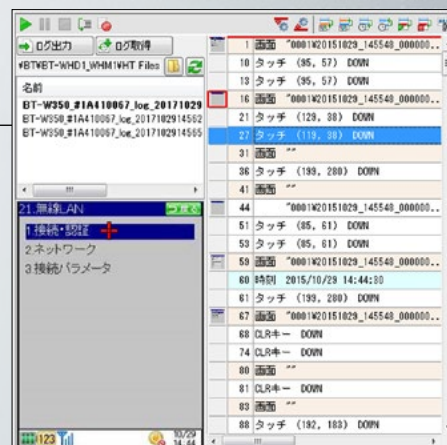 ログ出力 ログ取得
¥BT¥BT-WHD1_WHM1¥HT Files
名前
BT-W350_#1A410067_log_20171029
BT-W350_#1A410067_log_2017102914552
BT-W350_#1A410067_log_2017102914565
21.無線LAN 戻る
1 接続・認証
2 ネットワーク
3 接続パラメータ
123
10/29
14:44
1 画面 "0001¥20151029_145548_000000..
10 タッチ (95, 57) DOWN
13 タッチ (95, 57) DOWN
16 画面 "0001¥20151029_145548_000000..
21 タッチ (129, 38) DOWN
27 タッチ (119, 38) DOWN
31 画面 ""
36 タッチ (199, 280) DOWN
41 画面 ""
44 "0001¥20151029_145548_000000..
51 タッチ (85, 61) DOWN
53 タッチ (85, 61) DOWN
59 画面 "0001¥20151029_145548_000000..
60 時刻 2015/10/29 14:44:30
61 タッチ (199, 280) DOWN
67 画面 "0001¥20151029_145548_000000..
68 CLRキー DOWN
74 CLRキー DOWN
80 画面 ""
81 CLRキー DOWN
83 画面 ""
88 タッチ (192, 183) DOWN